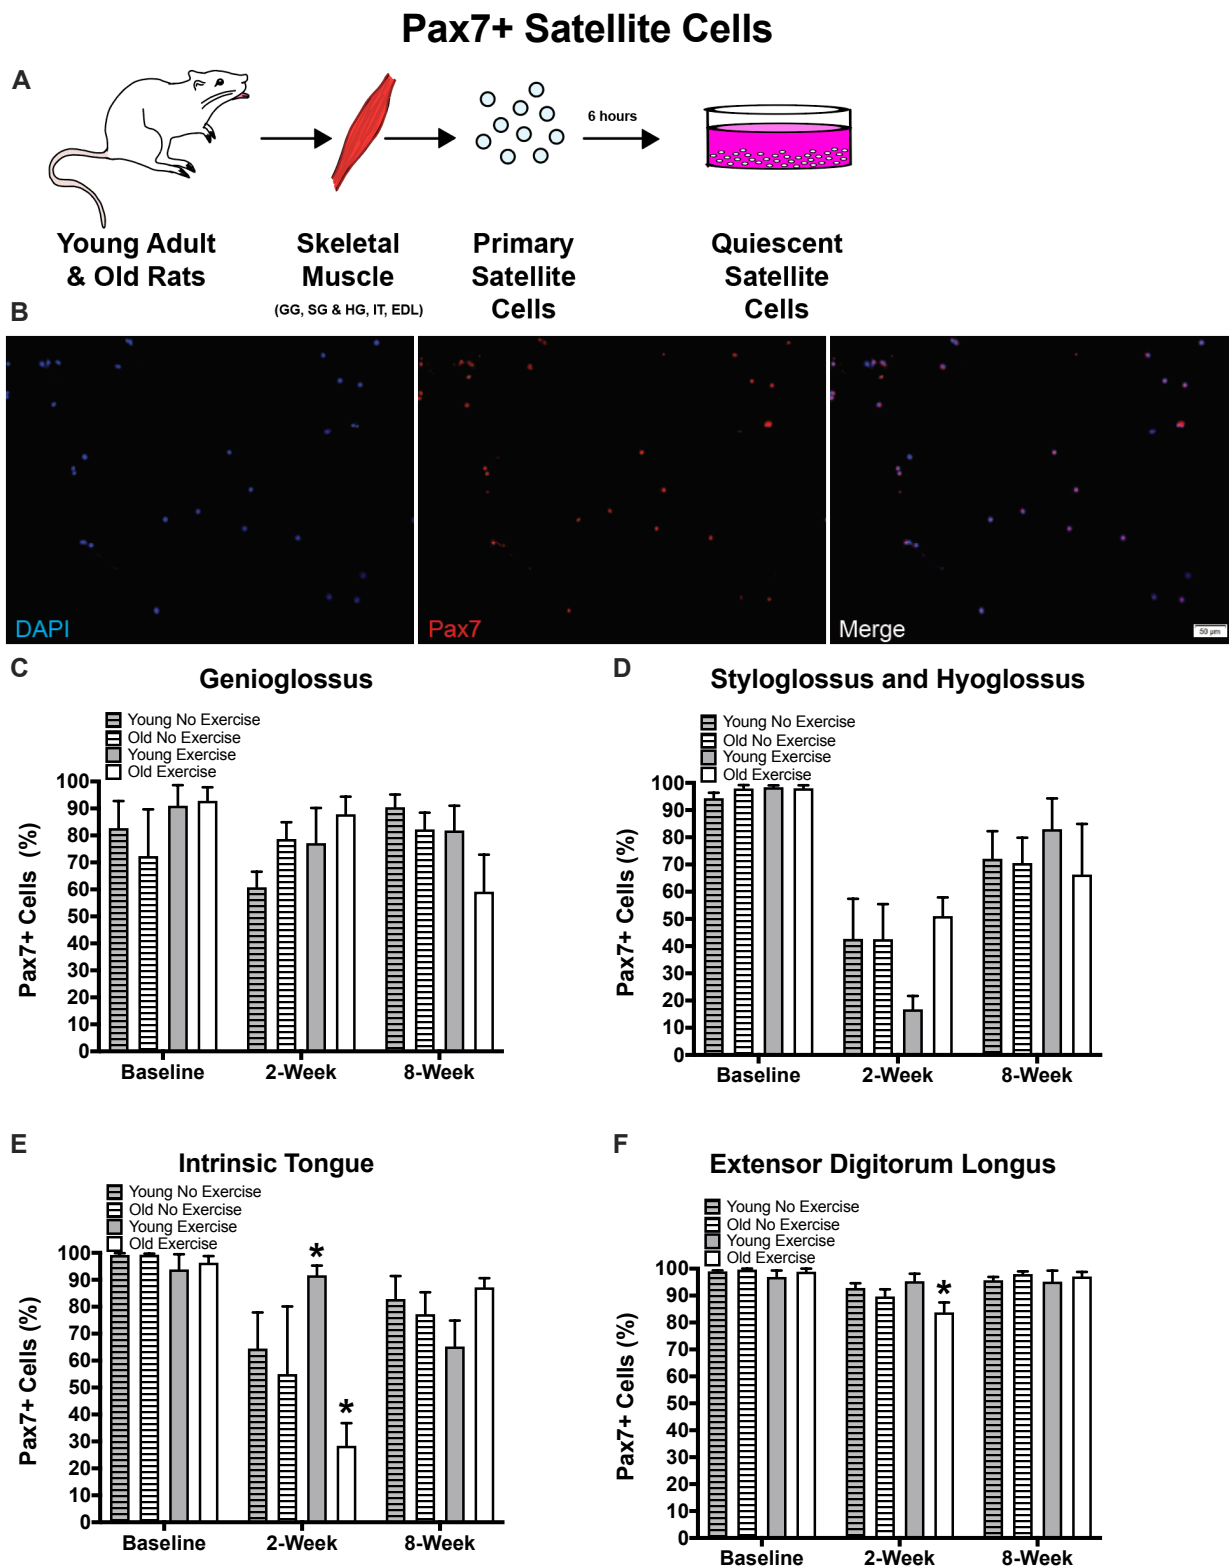 Pax7+ Satellite Cells
A
6 hours
Young Adult
& Old Rats
Skeletal
Muscle
(GG, SG & HG, IT, EDL)
Primary
Satellite
Cells
Quiescent
Satellite
Cells
B
DAPI
Pax7
Merge
50 µm
C
Genioglossus
Young No Exercise
Old No Exercise
Young Exercise
Old Exercise
Pax7+ Cells (%)
100
90
80
70
60
50
40
30
20
10
0
Baseline
2-Week
8-Week
D
Styloglossus and Hyoglossus
Young No Exercise
Old No Exercise
Young Exercise
Old Exercise
Pax7+ Cells (%)
100
90
80
70
60
50
40
30
20
10
0
Baseline
2-Week
8-Week
E
Intrinsic Tongue
Young No Exercise
Old No Exercise
Young Exercise
Old Exercise
Pax7+ Cells (%)
100
90
80
70
60
50
40
30
20
10
0
*
*
Baseline
2-Week
8-Week
F
Extensor Digitorum Longus
Young No Exercise
Old No Exercise
Young Exercise
Old Exercise
Pax7+ Cells (%)
100
90
80
70
60
50
40
30
20
10
0
*
Baseline
2-Week
8-Week